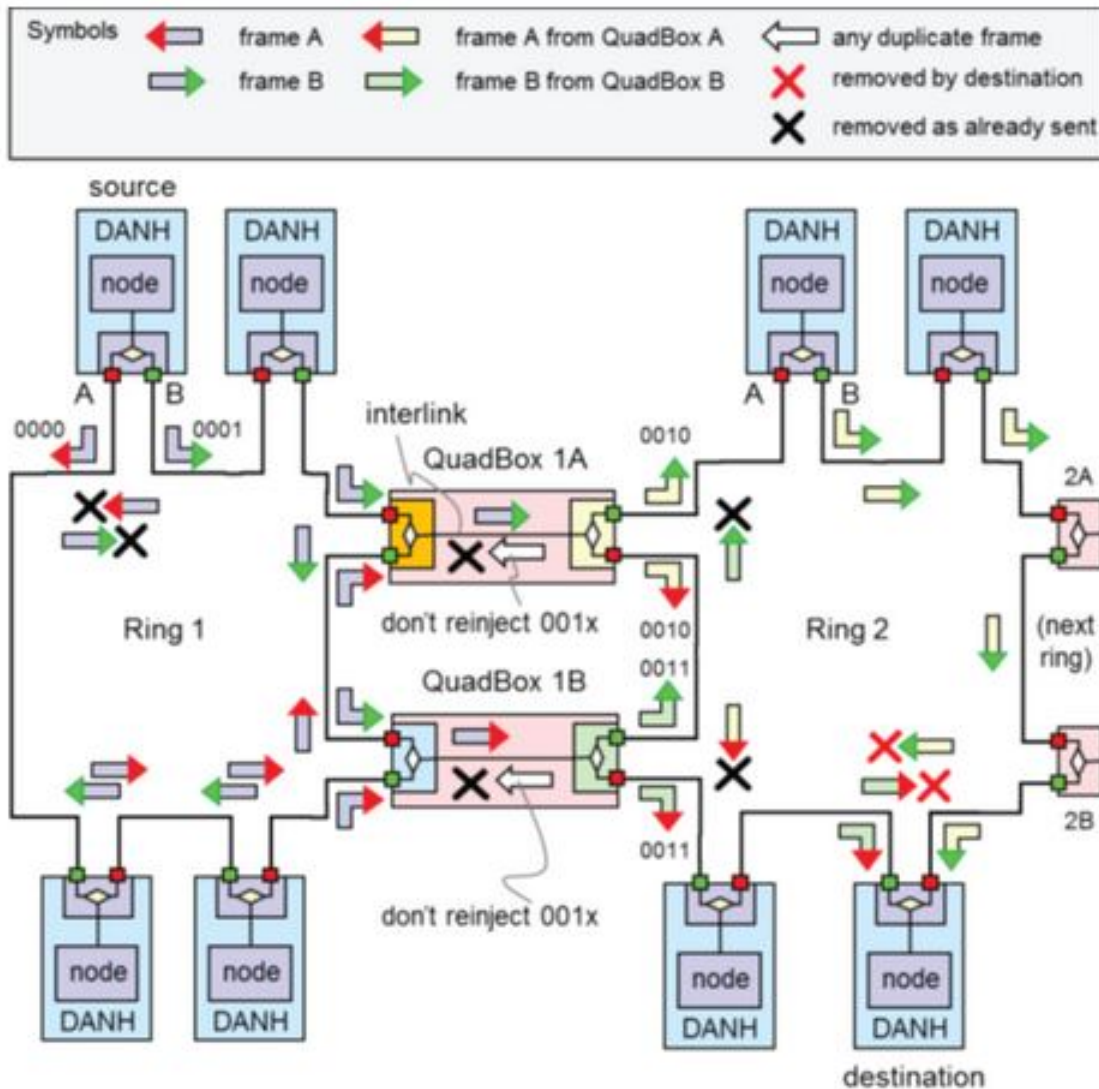 Symbols
frame A
frame A from QuadBox A
any duplicate frame
frame B
frame B from QuadBox B
removed by destination
removed as already sent
source
DANH
DANH
DANH
DANH
node
node
node
node
A
B
A
B
0000
0001
interlink
0010
QuadBox 1A
2A
don't reinject 001x
0010
Ring 1
Ring 2
(next
ring)
QuadBox 1B
0011
2B
0011
don't reinject 001x
node
node
node
node
DANH
DANH
DANH
DANH
destination